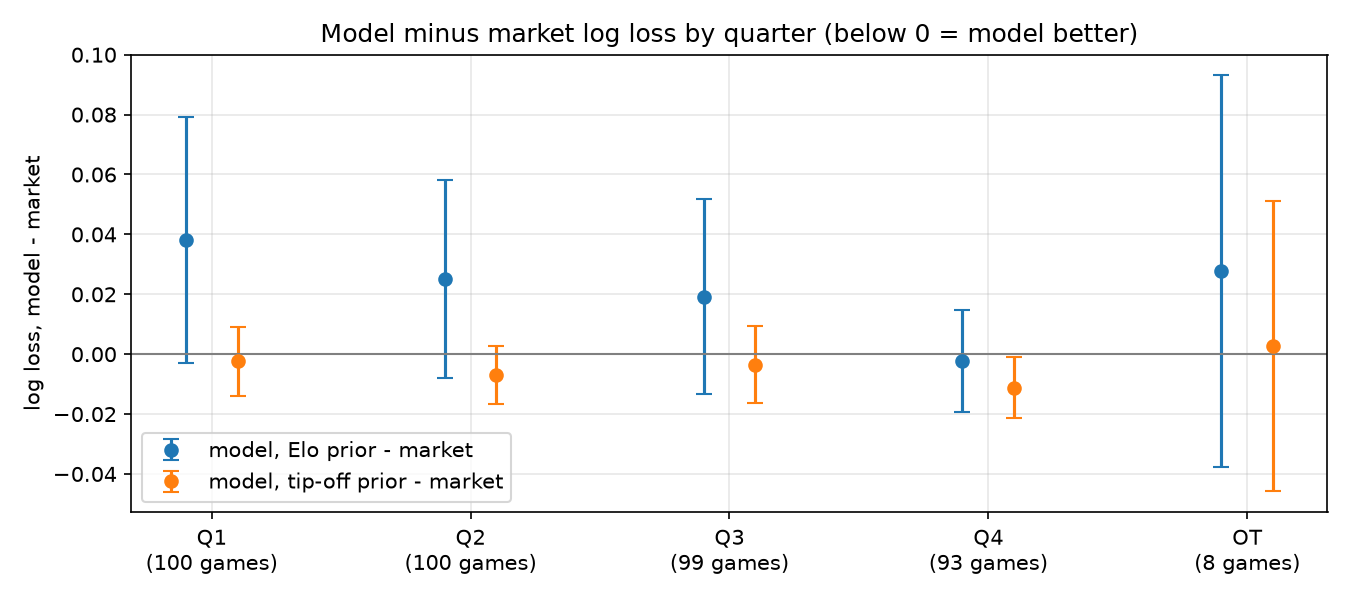 Model minus market log loss by quarter (below 0 = model better)
log loss, model - market
0.10
0.08
0.06
0.04
0.02
0.00
−0.02
−0.04
model, Elo prior - market
model, tip-off prior - market
Q1
(100 games)
Q2
(100 games)
Q3
(99 games)
Q4
(93 games)
OT
(8 games)